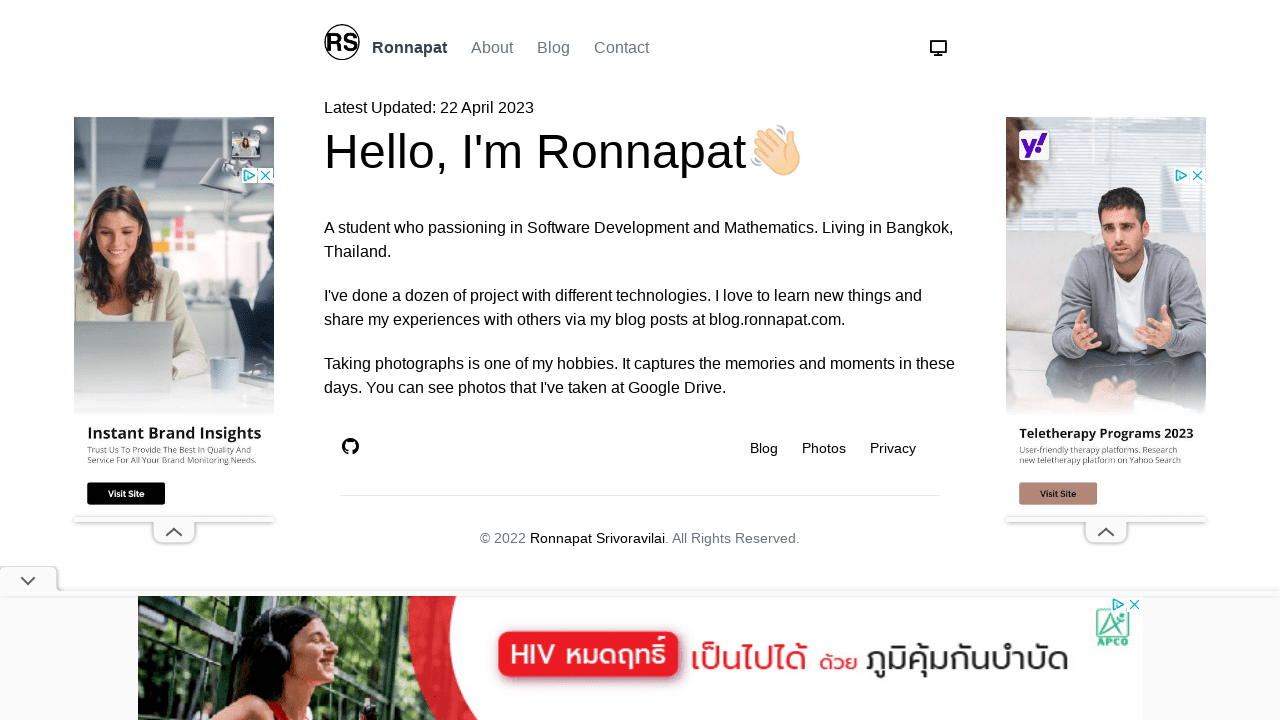 RS
Ronnapat
About
Blog
Contact
Latest Updated: 22 April 2023
Hello, I'm Ronnapat👋🏻
A student who passioning in Software Development and Mathematics. Living in Bangkok,
Thailand.
I've done a dozen of project with different technologies. I love to learn new things and
share my experiences with others via my blog posts at blog.ronnapat.com.
Taking photographs is one of my hobbies. It captures the memories and moments in these
days. You can see photos that I've taken at Google Drive.
Blog
Photos
Privacy
© 2022 Ronnapat Srivoravilai. All Rights Reserved.
Instant Brand Insights
Trust Us To Provide The Best In Quality And
Service For All Your Brand Monitoring Needs.
Visit Site
y!
Teletherapy Programs 2023
User-friendly therapy platforms. Research
new teletherapy platform on Yahoo Search
Visit Site
HIV หมดฤทธิ์ เป็นไปได้ ด้วย ภูมิคุ้มกันบำบัด
APCO